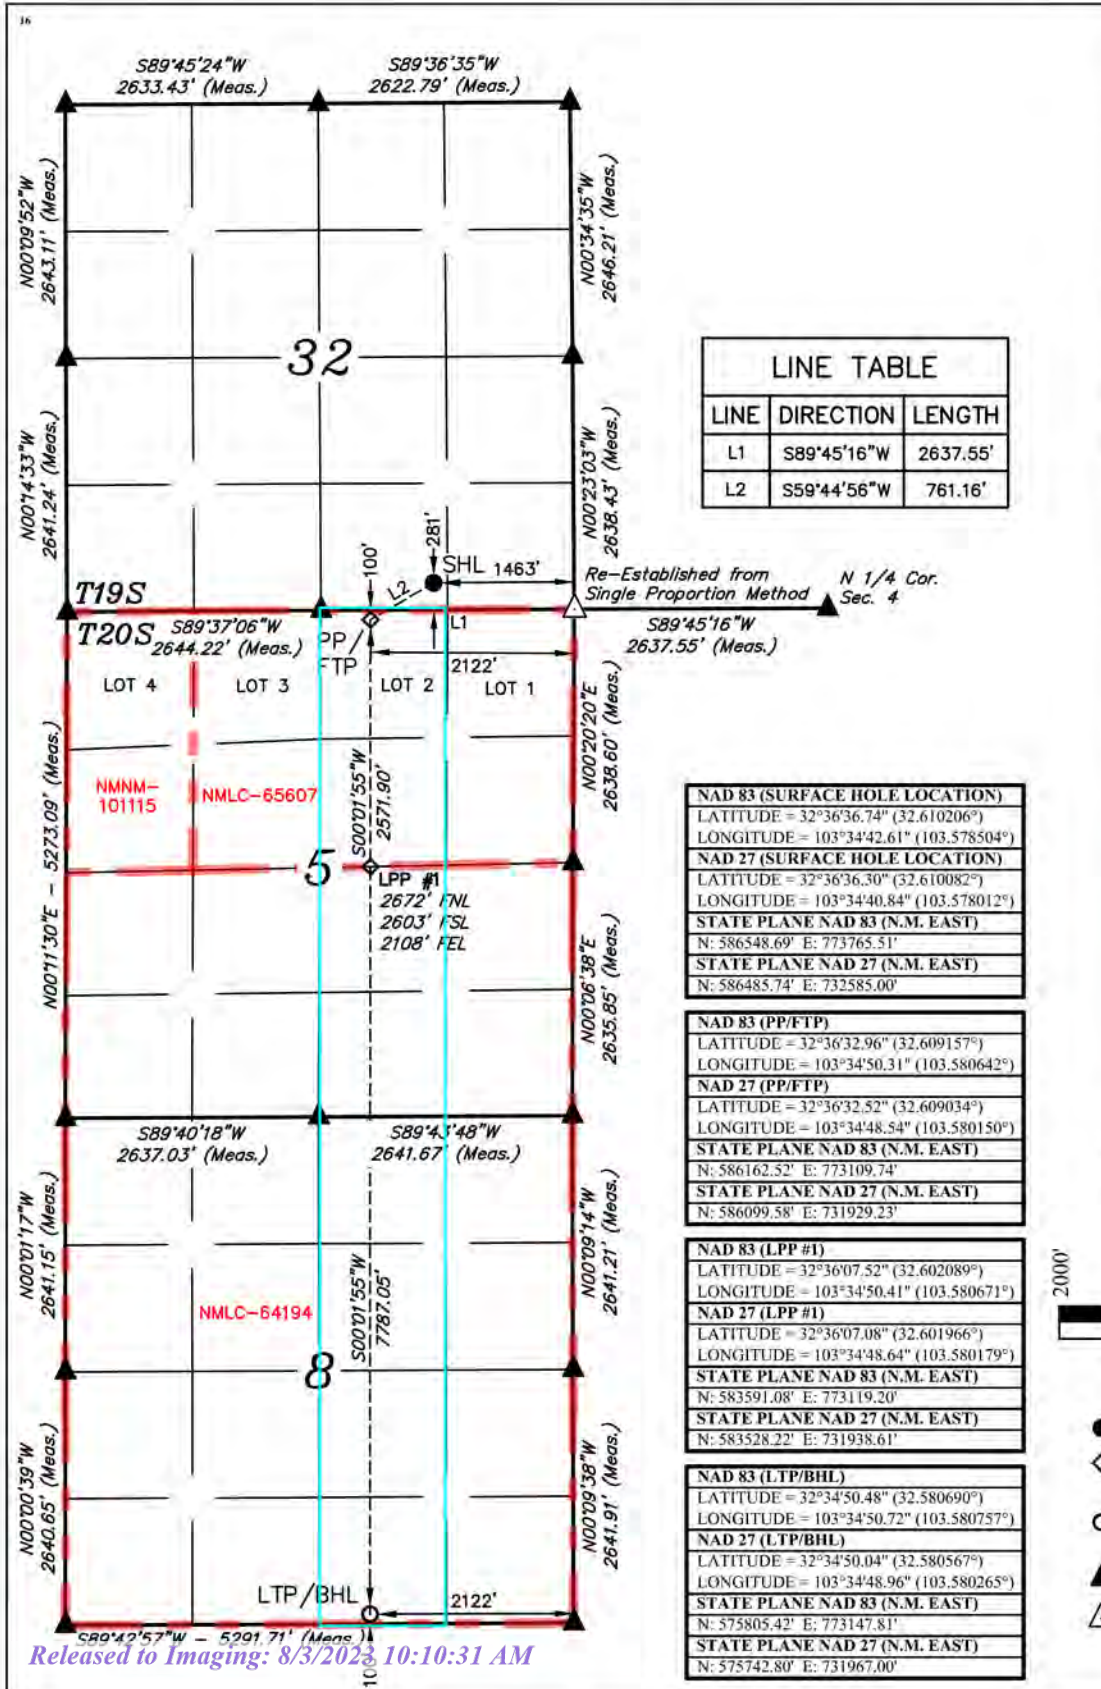 16
S89°45'24"W
2633.43' (Meas.)
S89°36'35"W
2622.79' (Meas.)
N00°09'52"W
2643.11' (Meas.)
N00°34'35"W
2646.21' (Meas.)
32
N00°14'33"W
2641.24' (Meas.)
N00°23'03"W
2638.43' (Meas.)
LINE TABLE
LINE DIRECTION LENGTH
L1 S89°45'16"W 2637.55'
L2 S59°44'56"W 761.16'
100'
L2
281'
SHL 1463'
Re-Established from
Single Proportion Method
N 1/4 Cor.
Sec. 4
T19S
T20S
S89°37'06"W
2644.22' (Meas.)
PP/
FTP
L1
2122'
S89°45'16"W
2637.55' (Meas.)
LOT 4
LOT 3
LOT 2
LOT 1
N00°20'20"E
2638.60' (Meas.)
N00°11'30"E - 5273.09' (Meas.)
NMNM-
101115
NMLC-65607
S00°01'55"W
2571.90'
5
LPP #1
2672' FNL
2603' FSL
2108' FEL
N00°06'38"E
2635.85' (Meas.)
S89°40'18"W
2637.03' (Meas.)
S89°43'48"W
2641.67' (Meas.)
N00°01'17"W
2641.15' (Meas.)
N00°09'14"W
2641.21' (Meas.)
NMLC-64194
S00°01'55"W
7787.05'
8
N00°00'39"W
2640.65' (Meas.)
N00°09'38"W
2641.91' (Meas.)
LTP/BHL
2122'
S89°42'57"W - 5291.71' (Meas.)
100'
NAD 83 (SURFACE HOLE LOCATION)
LATITUDE = 32°36'36.74" (32.610206°)
LONGITUDE = 103°34'42.61" (103.578504°)
NAD 27 (SURFACE HOLE LOCATION)
LATITUDE = 32°36'36.30" (32.610082°)
LONGITUDE = 103°34'40.84" (103.578012°)
STATE PLANE NAD 83 (N.M. EAST)
N: 586548.69' E: 773765.51'
STATE PLANE NAD 27 (N.M. EAST)
N: 586485.74' E: 732585.00'
NAD 83 (PP/FTP)
LATITUDE = 32°36'32.96" (32.609157°)
LONGITUDE = 103°34'50.31" (103.580642°)
NAD 27 (PP/FTP)
LATITUDE = 32°36'32.52" (32.609034°)
LONGITUDE = 103°34'48.54" (103.580150°)
STATE PLANE NAD 83 (N.M. EAST)
N: 586162.52' E: 773109.74'
STATE PLANE NAD 27 (N.M. EAST)
N: 586099.58' E: 731929.23'
NAD 83 (LPP #1)
LATITUDE = 32°36'07.52" (32.602089°)
LONGITUDE = 103°34'50.41" (103.580671°)
NAD 27 (LPP #1)
LATITUDE = 32°36'07.08" (32.601966°)
LONGITUDE = 103°34'48.64" (103.580179°)
STATE PLANE NAD 83 (N.M. EAST)
N: 583591.08' E: 773119.20'
STATE PLANE NAD 27 (N.M. EAST)
N: 583528.22' E: 731938.61'
NAD 83 (LTP/BHL)
LATITUDE = 32°34'50.48" (32.580690°)
LONGITUDE = 103°34'50.72" (103.580757°)
NAD 27 (LTP/BHL)
LATITUDE = 32°34'50.04" (32.580567°)
LONGITUDE = 103°34'48.96" (103.580265°)
STATE PLANE NAD 83 (N.M. EAST)
N: 575805.42' E: 773147.81'
STATE PLANE NAD 27 (N.M. EAST)
N: 575742.80' E: 731967.00'
2000'
Released to Imaging: 8/3/2023 10:10:31 AM